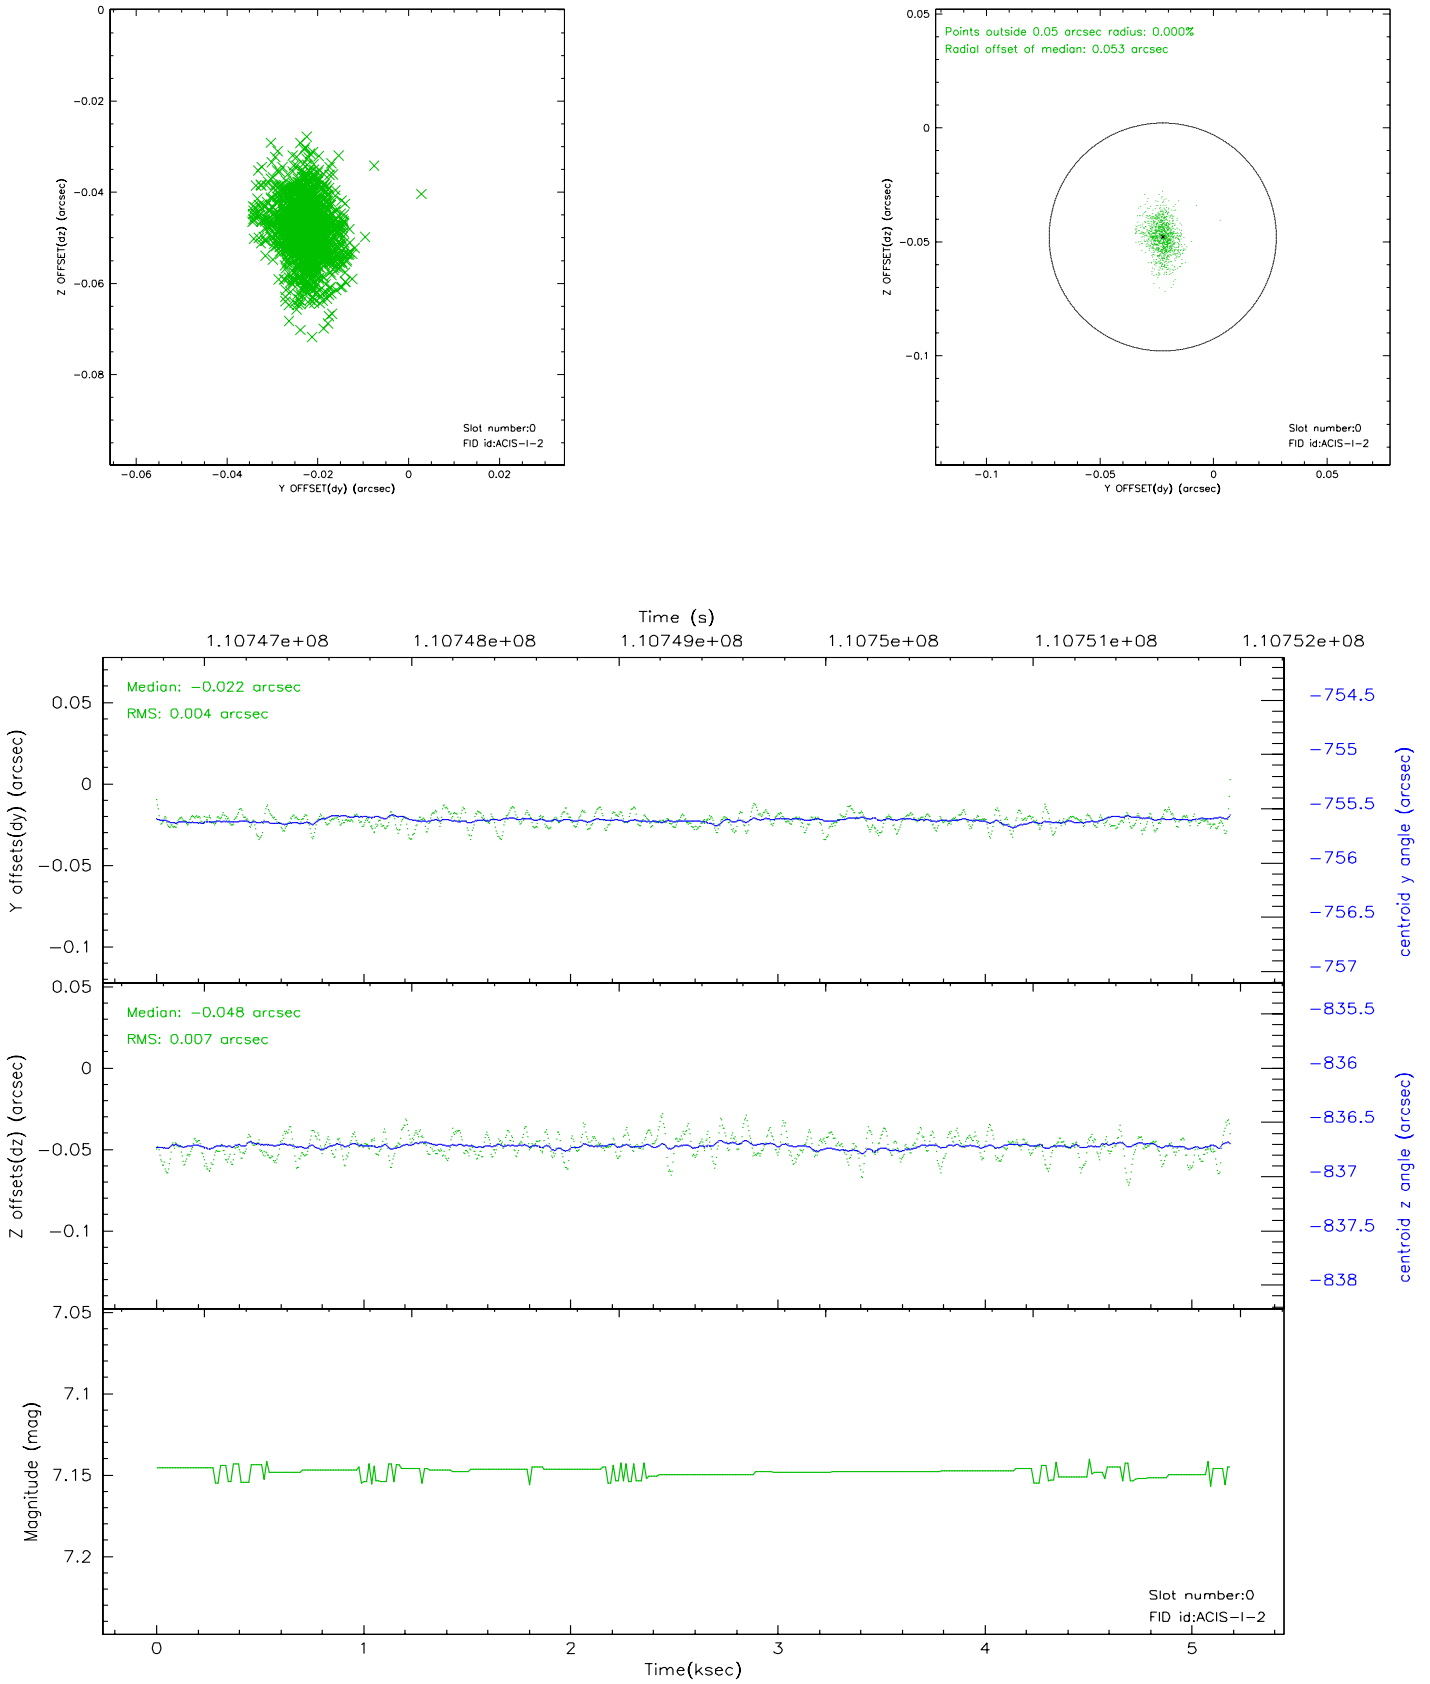 0
−0.02
−0.04
−0.06
−0.08
Z OFFSET(dz) (arcsec)
Slot number:0
FID id:ACIS−I−2
−0.06 −0.04 −0.02 0 0.02
Y OFFSET(dy) (arcsec)
0.05
0
−0.05
−0.1
Z OFFSET(dz) (arcsec)
Points outside 0.05 arcsec radius: 0.000%
Radial offset of median: 0.053 arcsec
Slot number:0
FID id:ACIS−I−2
−0.1 −0.05 0 0.05
Y OFFSET(dy) (arcsec)
Time (s)
1.10747e+08 1.10748e+08 1.10749e+08 1.1075e+08 1.10751e+08 1.10752e+08
Median: −0.022 arcsec
RMS: 0.004 arcsec
0.05
0
−0.05
−0.1
Y offsets(dy) (arcsec)
−754.5
−755
−755.5
−756
−756.5
−757
centroid y angle (arcsec)
Median: −0.048 arcsec
RMS: 0.007 arcsec
0.05
0
−0.05
−0.1
Z offsets(dz) (arcsec)
−835.5
−836
−836.5
−837
−837.5
−838
centroid z angle (arcsec)
7.05
7.1
7.15
7.2
Magnitude (mag)
Slot number:0
FID id:ACIS−I−2
0 1 2 3 4 5
Time(ksec)